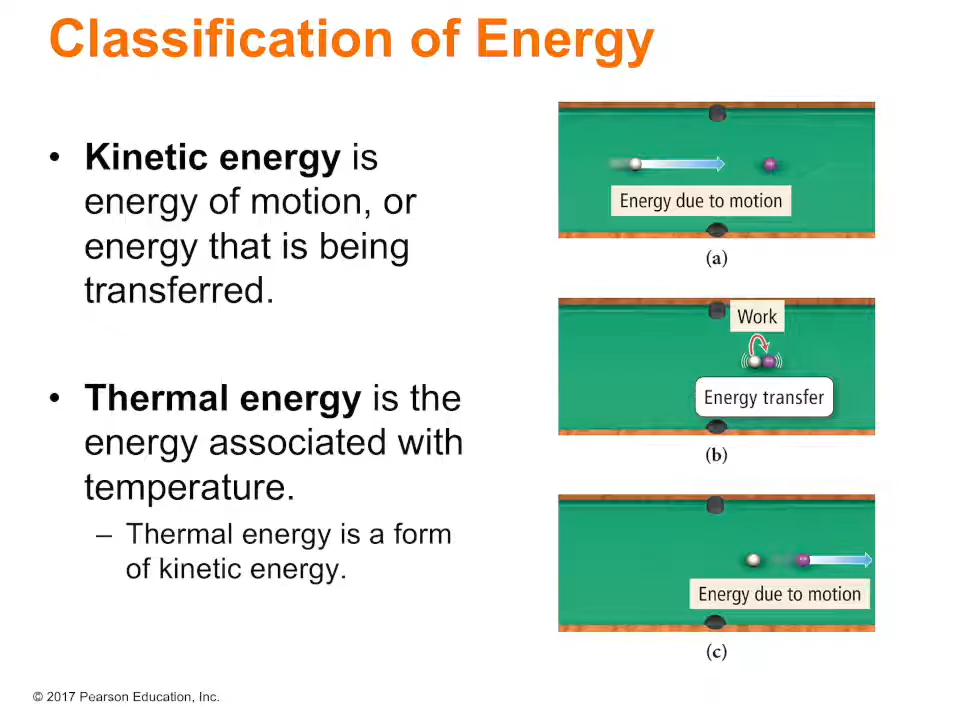 Classification of Energy
• Kinetic energy is
energy of motion, or
energy that is being
transferred.
• Thermal energy is the
energy associated with
temperature.
– Thermal energy is a form
of kinetic energy.
Energy due to motion
(a)
Work
Energy transfer
(b)
Energy due to motion
(c)
© 2017 Pearson Education, Inc.